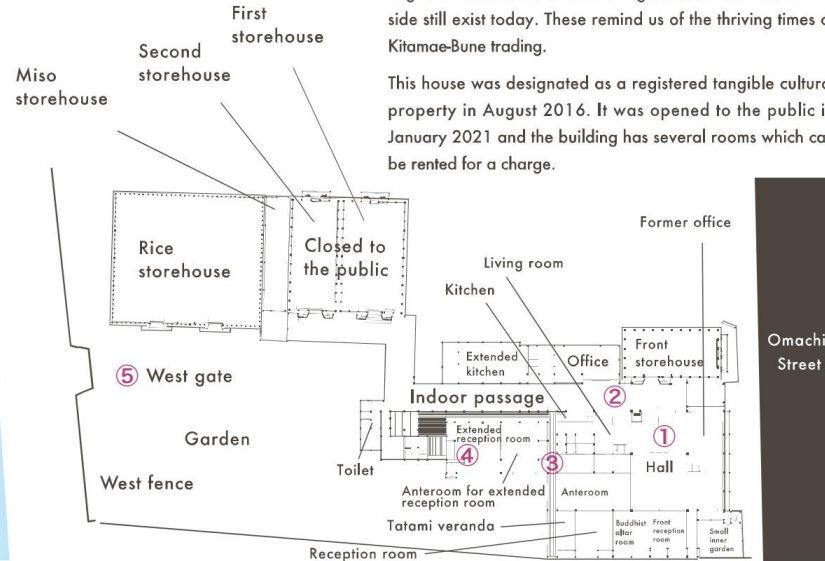 side still exist today. These remind us of the thriving times
Kitamae-Bune trading.
This house was designated as a registered tangible
property in August 2016. It was opened to the public
January 2021 and the building has several rooms which
be rented for a charge.
First
storehouse
Second
storehouse
Miso
storehouse
Rice
storehouse
Closed to
the public
Former office
Living room
Kitchen
Extended
kitchen
Office
Front
storehouse
Omachi
Street
⑤ West gate
Indoor passage
②
①
Hall
Extended
reception room
④
③
Garden
West fence
Toilet
Anteroom for extended
reception room
Anteroom
Tatami veranda
Reception room
Buddhist
altar
room
Front
reception
room
Small
inner
garden